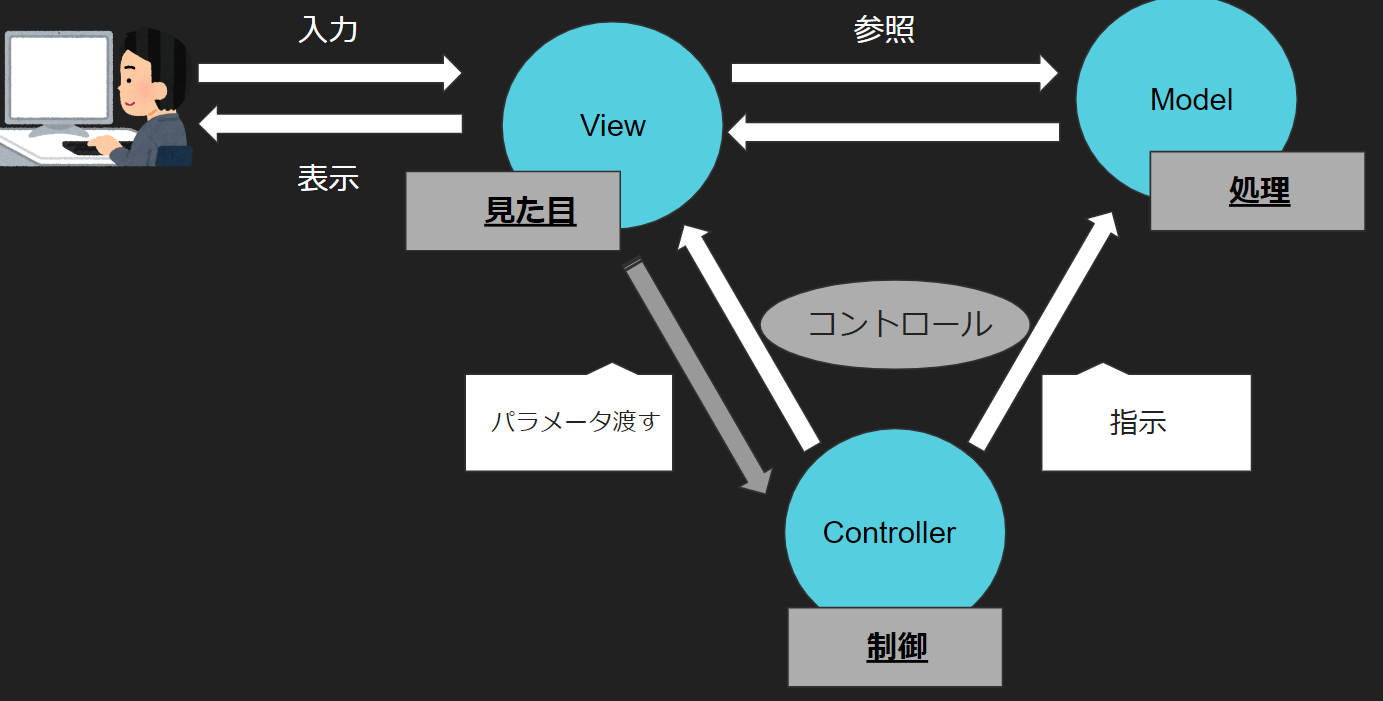 入力
参照
View
Model
表示
見た目
処理
コントロール
パラメータ渡す
指示
Controller
制御